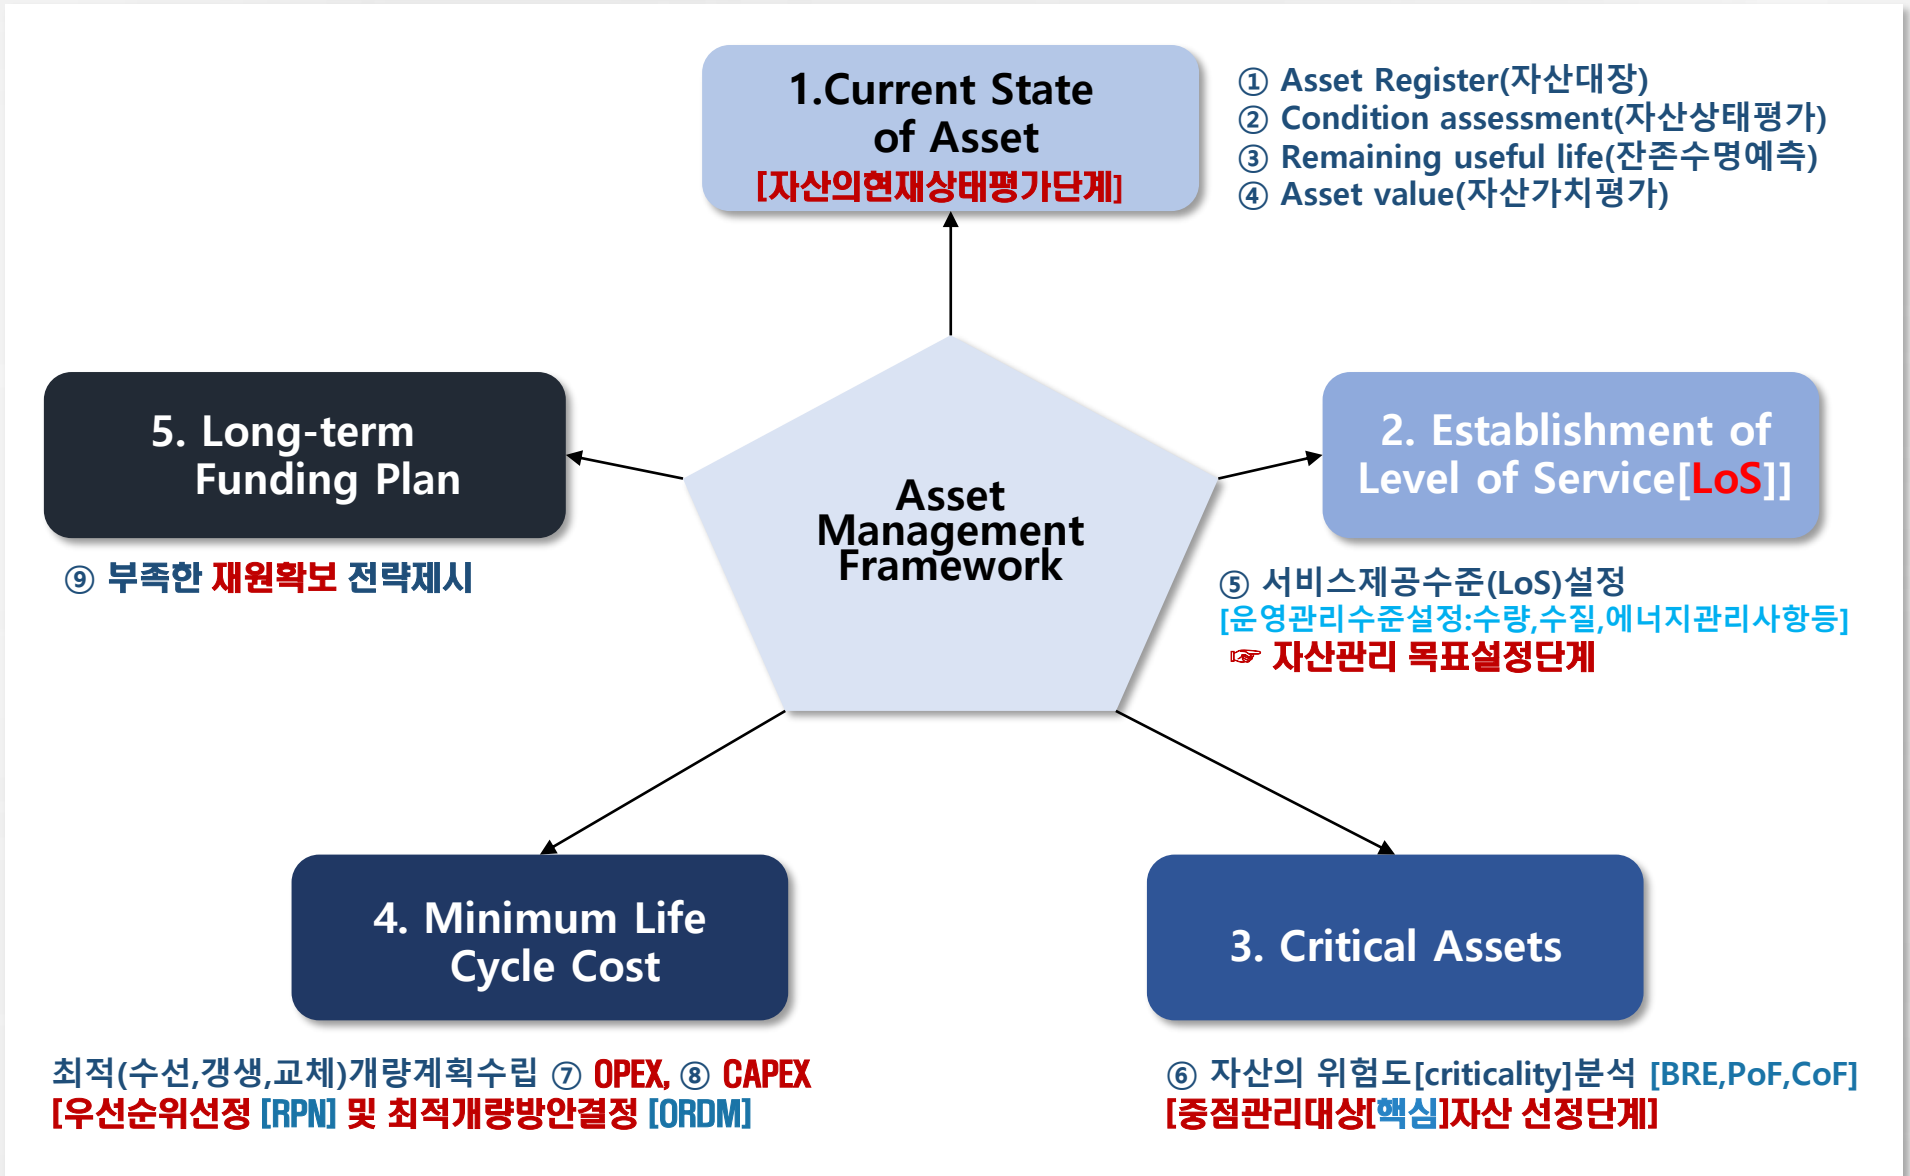 1.Current State
of Asset
[자산의현재상태평가단계]
① Asset Register(자산대장)
② Condition assessment(자산상태평가)
③ Remaining useful life(잔존수명예측)
④ Asset value(자산가치평가)
5. Long-term
Funding Plan
⑨ 부족한 재원확보 전략제시
Asset
Management
Framework
2. Establishment of
Level of Service[LoS]]
⑤ 서비스제공수준(LoS)설정
[운영관리수준설정:수량,수질,에너지관리사항등]
☞ 자산관리 목표설정단계
4. Minimum Life
Cycle Cost
최적(수선,갱생,교체)개량계획수립 ⑦ OPEX, ⑧ CAPEX
[우선순위선정 [RPN] 및 최적개량방안결정 [ORDM]
3. Critical Assets
⑥ 자산의 위험도[criticality]분석 [BRE,PoF,CoF]
[중점관리대상[핵심]자산 선정단계]